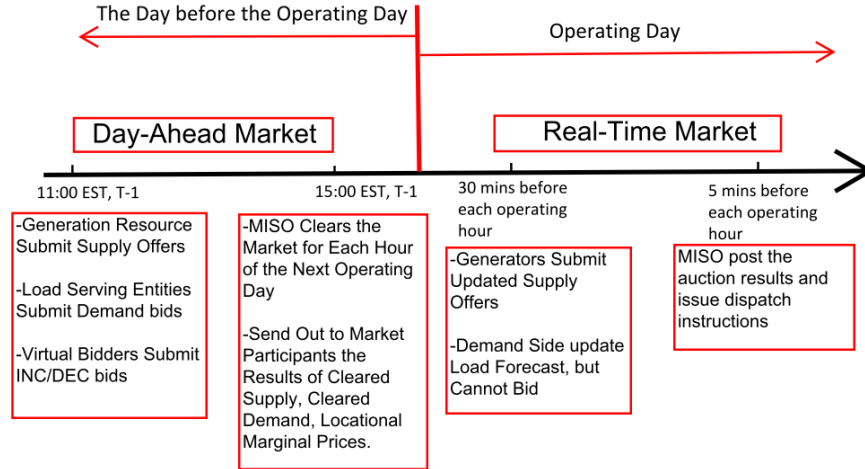 The Day before the Operating Day
Operating Day
Day-Ahead Market
Real-Time Market
11:00 EST, T-1
15:00 EST, T-1
30 mins before
each operating
hour
5 mins before
each operating
hour
-Generation Resource
Submit Supply Offers
-Load Serving Entities
Submit Demand bids
-Virtual Bidders Submit
INC/DEC bids
-MISO Clears the
Market for Each Hour
of the Next Operating
Day
-Send Out to Market
Participants the
Results of Cleared
Supply, Cleared
Demand, Locational
Marginal Prices.
-Generators Submit
Updated Supply
Offers
-Demand Side update
Load Forecast, but
Cannot Bid
MISO post the
auction results and
issue dispatch
instructions